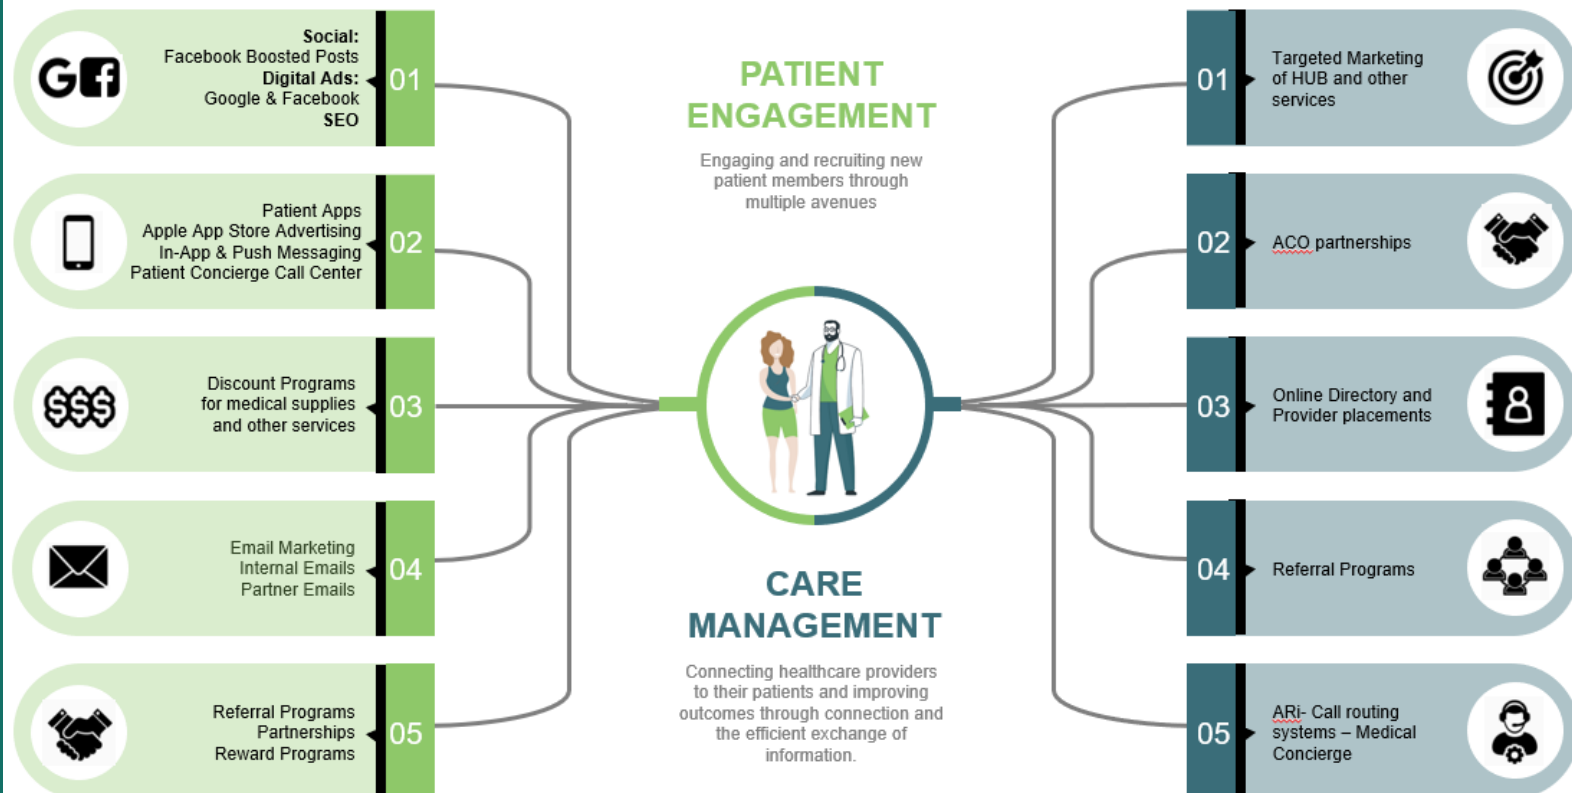 Social:
Facebook Boosted Posts
Digital Ads:
Google & Facebook
SEO
01
Patient Apps
Apple App Store Advertising
In-App & Push Messaging
Patient Concierge Call Center
02
Discount Programs
for medical supplies
and other services
03
$$$
Email Marketing
Internal Emails
Partner Emails
04
Referral Programs
Partnerships
Reward Programs
05
PATIENT
ENGAGEMENT
Engaging and recruiting new
patient members through
multiple avenues
CARE
MANAGEMENT
Connecting healthcare providers
to their patients and improving
outcomes through connection and
the efficient exchange of
information.
01
Targeted Marketing
of HUB and other
services
02
ACO partnerships
03
Online Directory and
Provider placements
04
Referral Programs
05
ARi- Call routing
systems – Medical
Concierge